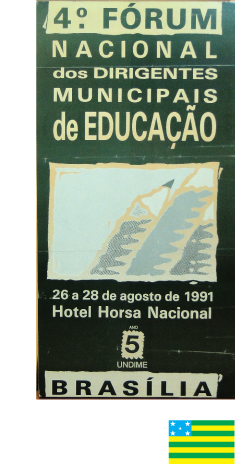 4º FÓRUM
NACIONAL
dos DIRIGENTES
MUNICIPAIS
de EDUCAÇÃO
26 a 28 de agosto de 1991
Hotel Horsa Nacional
ANO
5
UNDIME
BRASÍLIA